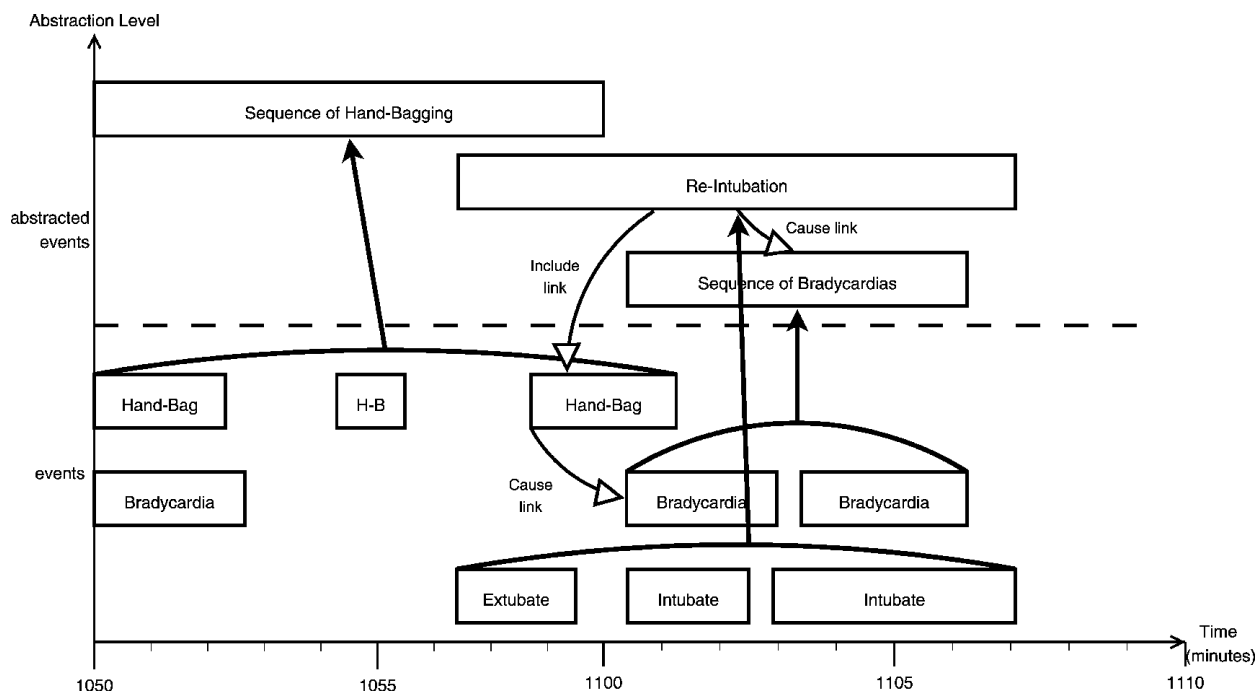 Abstraction Level
Sequence of Hand-Bagging
Re-Intubation
abstracted
events
Cause link
Include
link
Sequence of Bradycardias
Hand-Bag
H-B
Hand-Bag
events
Cause
link
Bradycardia
Bradycardia
Bradycardia
Extubate
Intubate
Intubate
Time
(minutes)
1050
1055
1100
1105
1110